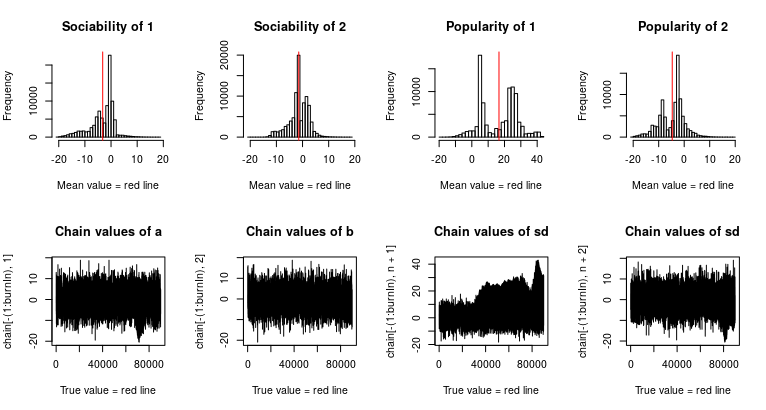 Sociability of 1
Sociability of 2
Popularity of 1
Popularity of 2
Frequency
0 10000
-20 -10 0 10 20
Mean value = red line
Frequency
0 10000 20000
-20 -10 0 10 20
Mean value = red line
Frequency
0 10000
-20 0 20 40
Mean value = red line
Frequency
0 10000
-20 -10 0 10 20
Mean value = red line
Chain values of a
Chain values of b
Chain values of sd
Chain values of sd
chain[-(1:burnIn), 1]
-20 0 10
0 40000 80000
True value = red line
chain[-(1:burnIn), 2]
-20 0 10
0 40000 80000
True value = red line
chain[-(1:burnIn), n + 1]
-20 0 20 40
0 40000 80000
True value = red line
chain[-(1:burnIn), n + 2]
-20 0 10
0 40000 80000
True value = red line